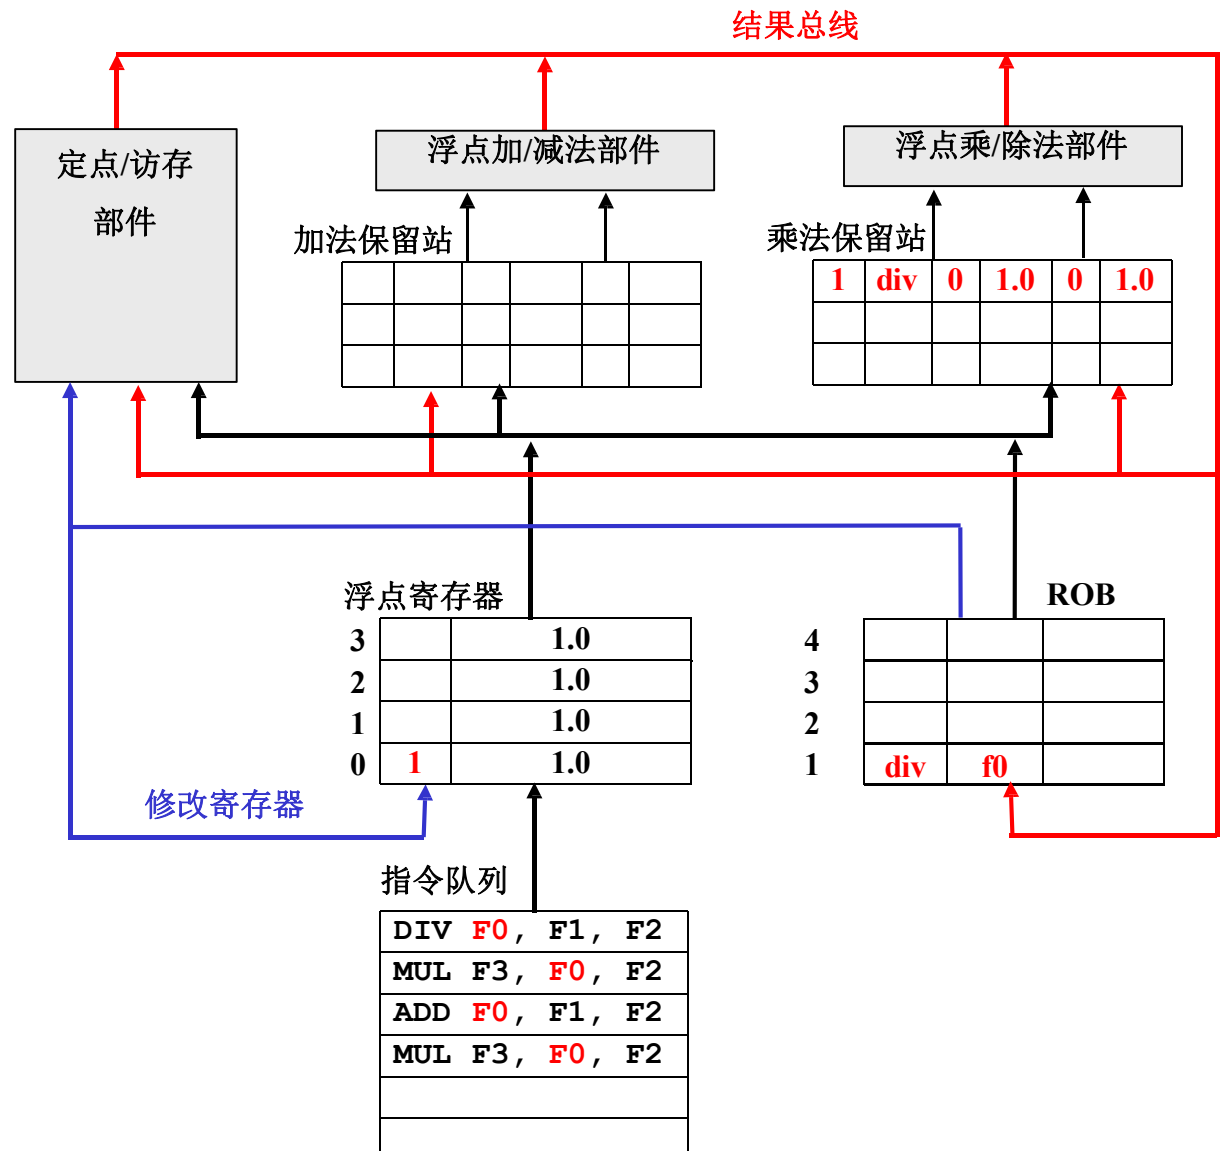 结果总线
定点/访存
部件
浮点加/减法部件
浮点乘/除法部件
加法保留站
乘法保留站
1 div 0 1.0 0 1.0
浮点寄存器
ROB
3 1.0
2 1.0
1 1.0
0 1 1.0
4
3
2
1 div f0
修改寄存器
指令队列
DIV F0, F1, F2
MUL F3, F0, F2
ADD F0, F1, F2
MUL F3, F0, F2